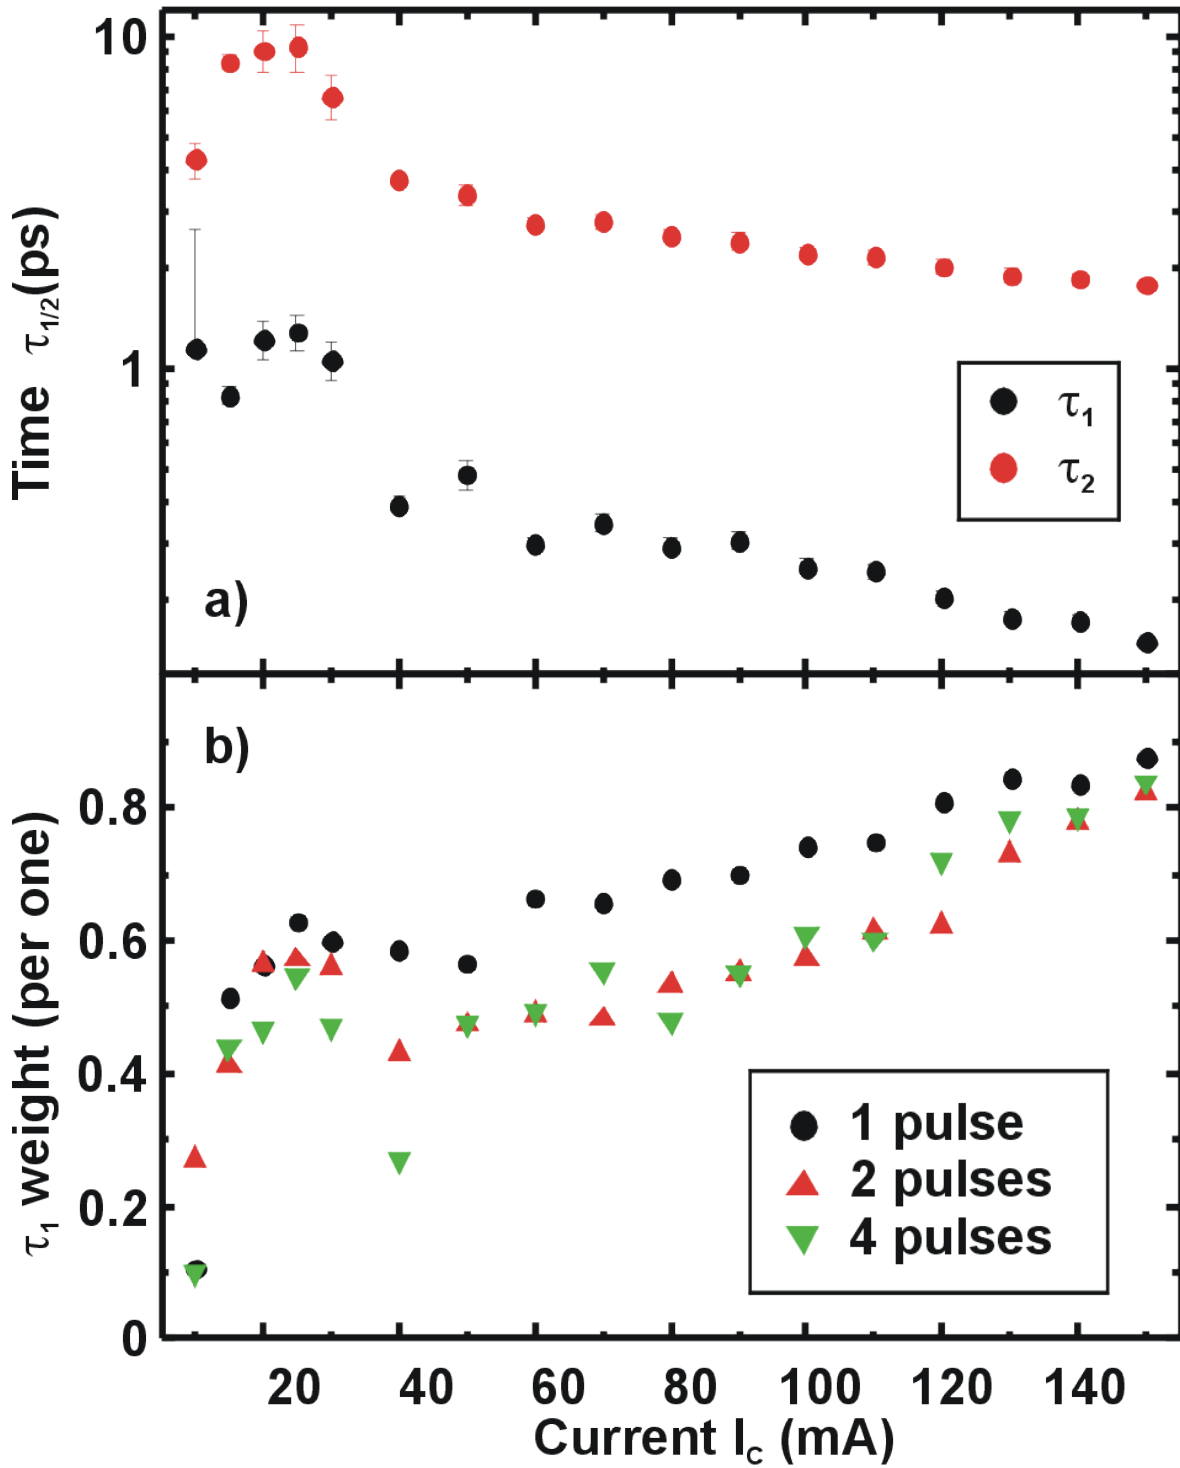 10
1
Time τ1/2(ps)
τ1
τ2
a)
b)
0.8
0.6
0.4
0.2
0
τ1 weight (per one)
1 pulse
2 pulses
4 pulses
20 40 60 80 100 120 140
Current IC (mA)